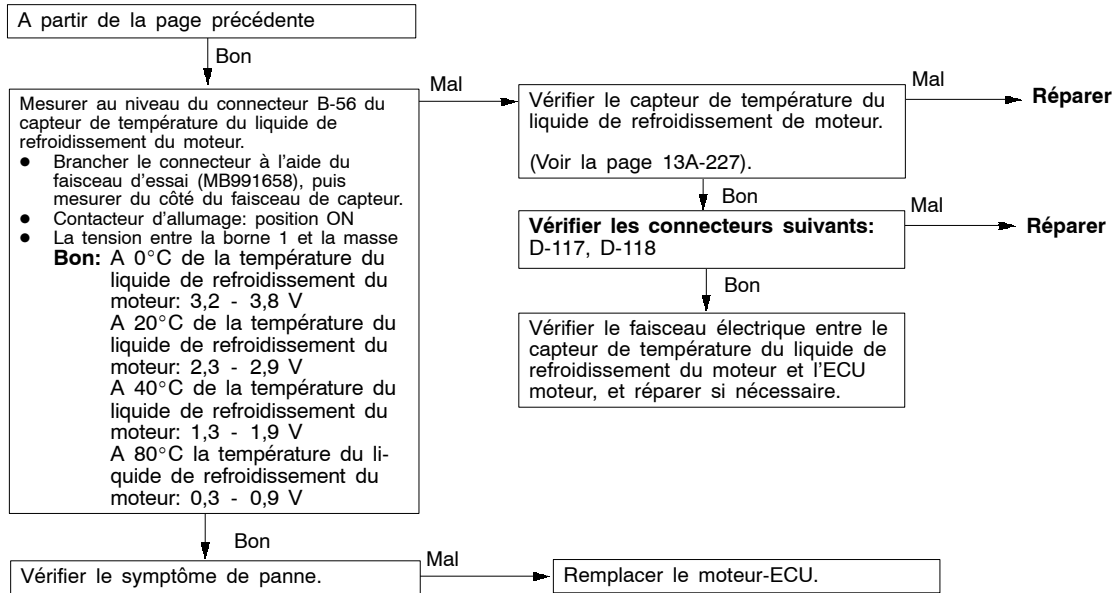 A partir de la page précédente
Bon
Mesurer au niveau du connecteur B-56 du
capteur de température du liquide de
refroidissement du moteur.
● Brancher le connecteur à l'aide du
faisceau d'essai (MB991658), puis
mesurer du côté du faisceau de capteur.
● Contacteur d'allumage: position ON
● La tension entre la borne 1 et la masse
Bon: A 0°C de la température du
liquide de refroidissement du
moteur: 3,2 - 3,8 V
A 20°C de la température du
liquide de refroidissement du
moteur: 2,3 - 2,9 V
A 40°C de la température du
liquide de refroidissement du
moteur: 1,3 - 1,9 V
A 80°C la température du li-
quide de refroidissement du
moteur: 0,3 - 0,9 V
Mal
Vérifier le capteur de température du
liquide de refroidissement de moteur.
(Voir la page 13A-227).
Mal
Réparer
Bon
Vérifier les connecteurs suivants:
D-117, D-118
Mal
Réparer
Bon
Vérifier le faisceau électrique entre le
capteur de température du liquide de
refroidissement du moteur et l'ECU
moteur, et réparer si nécessaire.
Bon
Vérifier le symptôme de panne.
Mal
Remplacer le moteur-ECU.